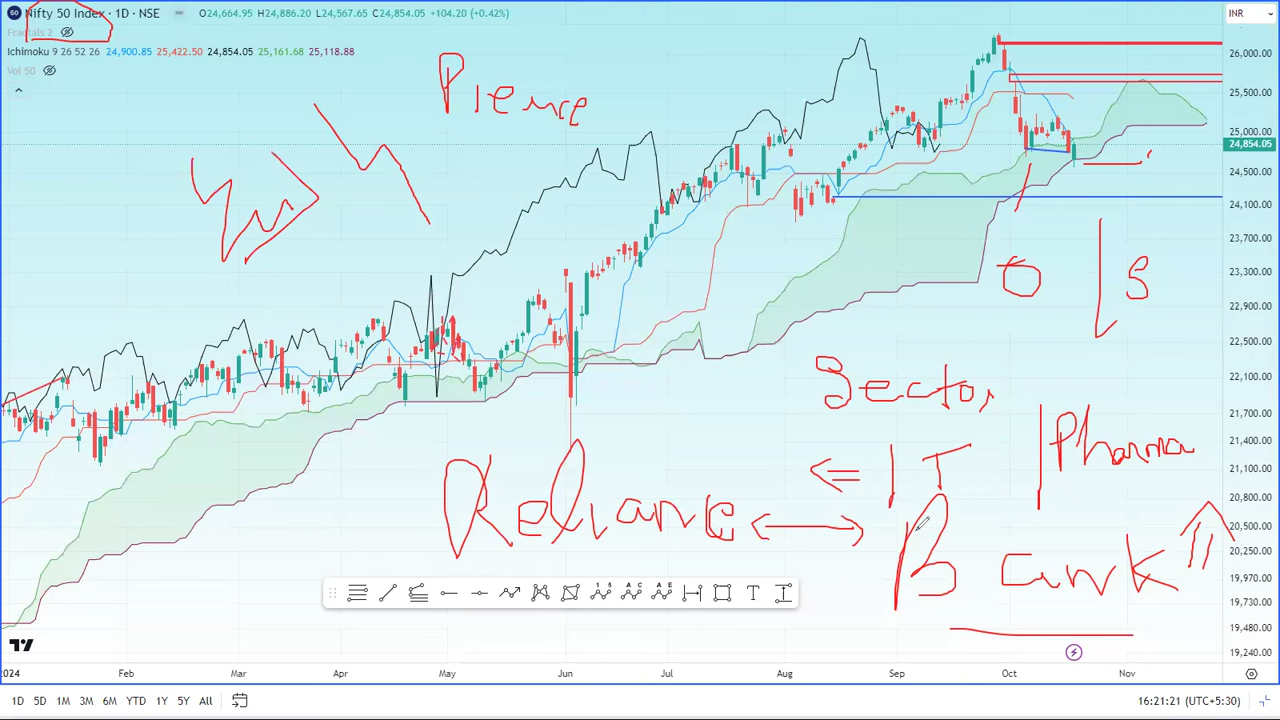 Nifty 50 Index · 1D · NSE O24,664.95 H24,886.20 L24,567.65 C24,854.05 +104.20 (+0.42%) INR
Fractals 2
Ichimoku 9 26 52 26 24,900.85 25,422.50 24,854.05 25,161.68 25,118.88
Vol 50
26,000.00
25,500.00
25,000.00
24,854.05
24,500.00
24,100.00
23,700.00
23,300.00
22,900.00
22,500.00
22,100.00
21,700.00
21,400.00
21,100.00
20,800.00
20,500.00
20,250.00
19,970.00
19,730.00
19,480.00
19,240.00
Pierce
O S
Sector
IT Pharma
Reliance Bank
2024 Feb Mar Apr May Jun Jul Aug Sep Oct Nov
1D 5D 1M 3M 6M YTD 1Y 5Y All 16:21:21 (UTC+5:30)